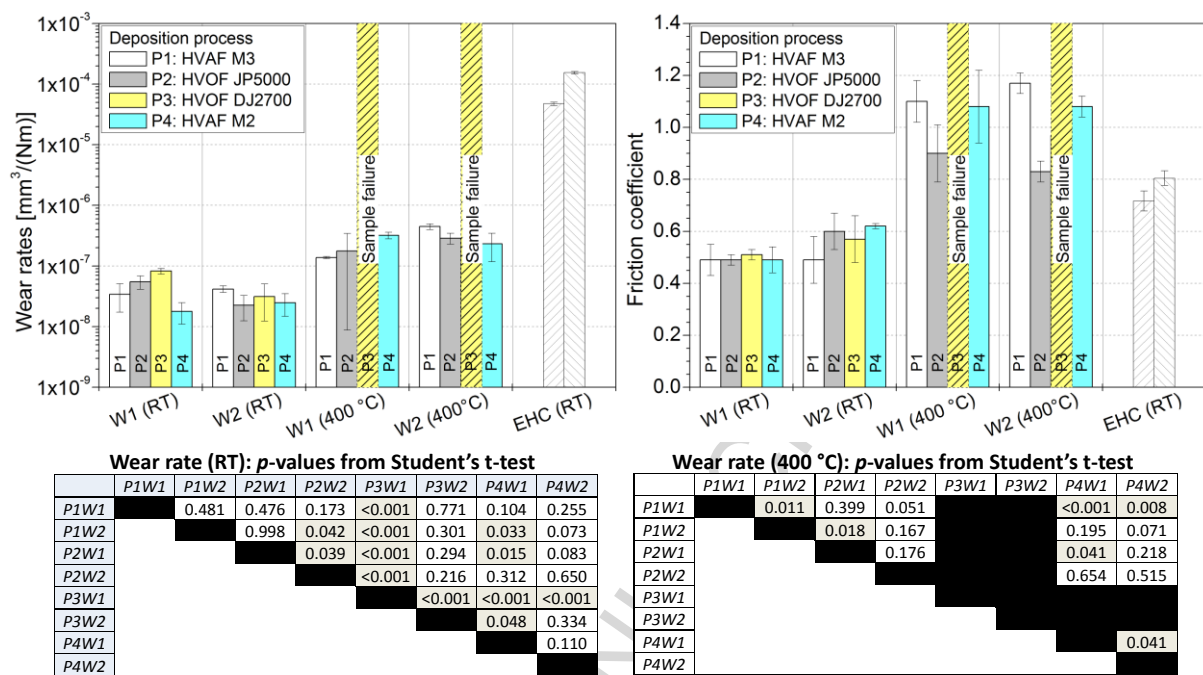 Wear rates [mm³/(Nm)]
1x10⁻³
1x10⁻⁴
1x10⁻⁵
1x10⁻⁶
1x10⁻⁷
1x10⁻⁸
1x10⁻⁹
Deposition process
P1: HVAF M3
P2: HVOF JP5000
P3: HVOF DJ2700
P4: HVAF M2
Sample failure
Sample failure
P1 P2 P3 P4 P1 P2 P3 P4 P1 P2 P3 P4 P1 P2 P3 P4
W1 (RT) W2 (RT) W1 (400 °C) W2 (400°C) EHC (RT)
Friction coefficient
1.4
1.2
1.0
0.8
0.6
0.4
0.2
0.0
Deposition process
P1: HVAF M3
P2: HVOF JP5000
P3: HVOF DJ2700
P4: HVAF M2
Sample failure
Sample failure
P1 P2 P3 P4 P1 P2 P3 P4 P1 P2 P3 P4 P1 P2 P3 P4
W1 (RT) W2 (RT) W1 (400 °C) W2 (400°C) EHC (RT)
Wear rate (RT): p-values from Student's t-test
P1W1 P1W2 P2W1 P2W2 P3W1 P3W2 P4W1 P4W2
P1W1 0.481 0.476 0.173 <0.001 0.771 0.104 0.255
P1W2 0.998 0.042 <0.001 0.301 0.033 0.073
P2W1 0.039 <0.001 0.294 0.015 0.083
P2W2 <0.001 0.216 0.312 0.650
P3W1 <0.001 <0.001 <0.001
P3W2 0.048 0.334
P4W1 0.110
P4W2
Wear rate (400 °C): p-values from Student's t-test
P1W1 P1W2 P2W1 P2W2 P3W1 P3W2 P4W1 P4W2
P1W1 0.011 0.399 0.051 <0.001 0.008
P1W2 0.018 0.167 0.195 0.071
P2W1 0.176 0.041 0.218
P2W2 0.654 0.515
P3W1
P3W2
P4W1 0.041
P4W2